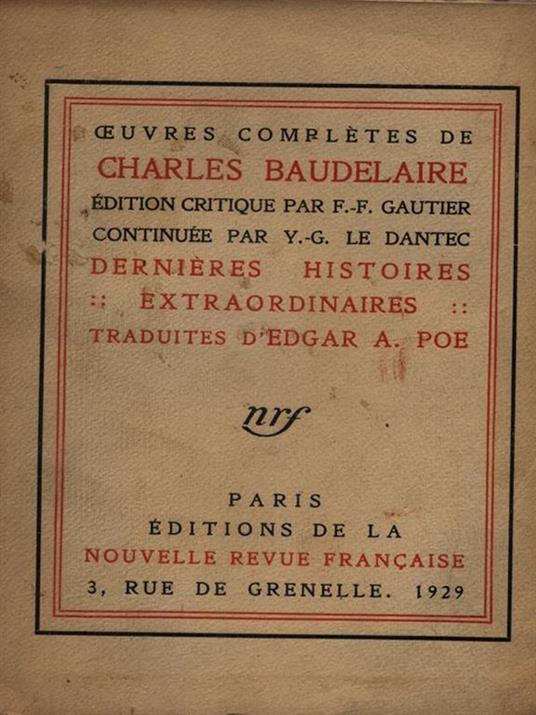 ŒUVRES COMPLÈTES DE
CHARLES BAUDELAIRE
ÉDITION CRITIQUE PAR F.-F. GAUTIER
CONTINUÉE PAR Y.-G. LE DANTEC
DERNIÈRES HISTOIRES
:: EXTRAORDINAIRES ::
TRADUITES D'EDGAR A. POE
nrf
PARIS
ÉDITIONS DE LA
NOUVELLE REVUE FRANÇAISE
3, RUE DE GRENELLE. 1929